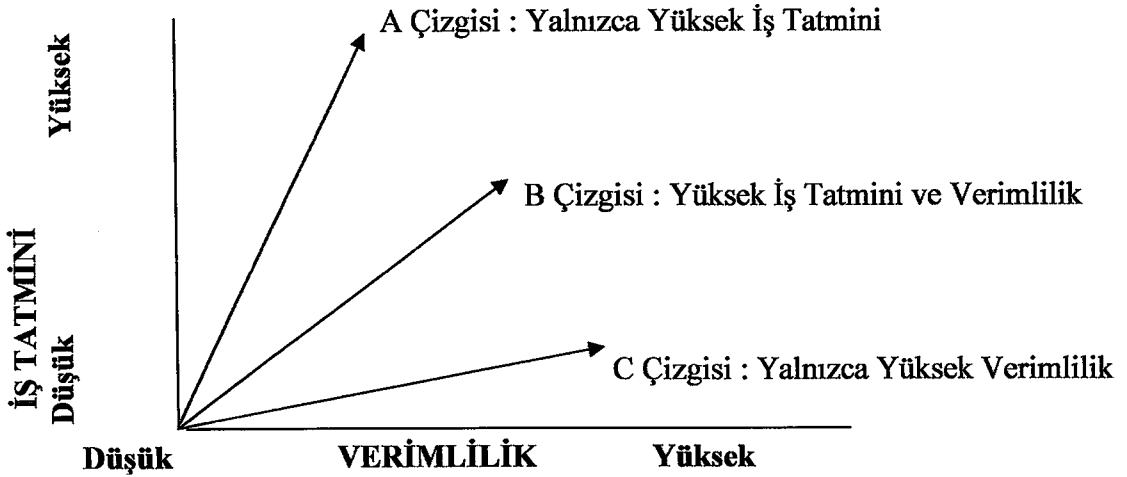 A Çizgisi : Yalnızca Yüksek İş Tatmini
Yüksek
B Çizgisi : Yüksek İş Tatmini ve Verimlilik
İŞ TATMİNİ
Düşük
C Çizgisi : Yalnızca Yüksek Verimlilik
Düşük VERİMLİLİK Yüksek